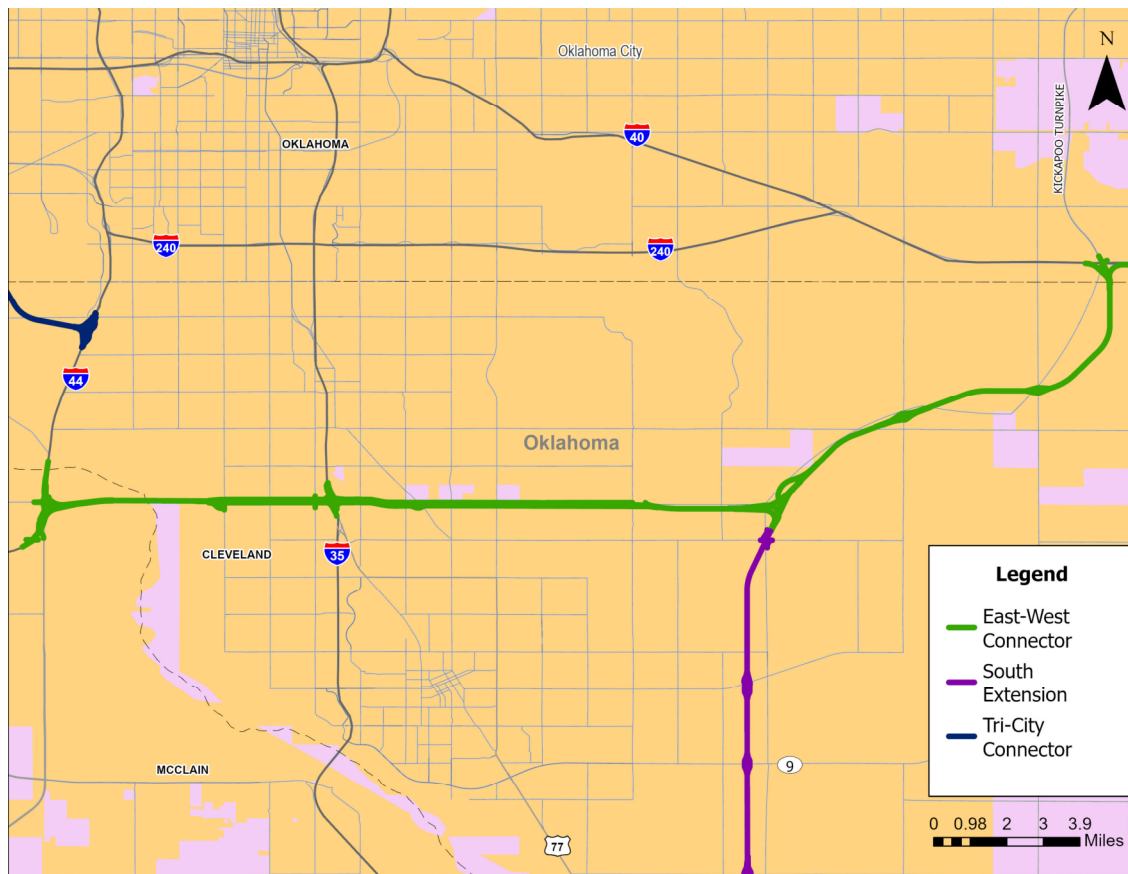 Oklahoma City
N
KICKAPOO TURNPIKE
40
OKLAHOMA
240
240
44
Oklahoma
CLEVELAND
35
Legend
East-West
Connector
South
Extension
Tri-City
Connector
MCCLAIN
9
77
0 0.98 2 3 3.9
Miles